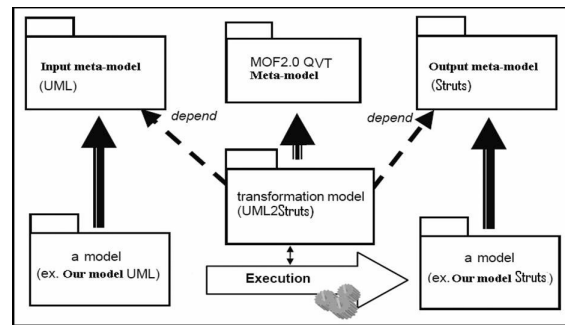 Input meta-model
(UML)
MOF2.0 QVT
Meta-model
Output meta-model
(Struts)
depend
depend
transformation model
(UML2Struts)
a model
(ex. Our model UML)
Execution
a model
(ex. Our model Struts)